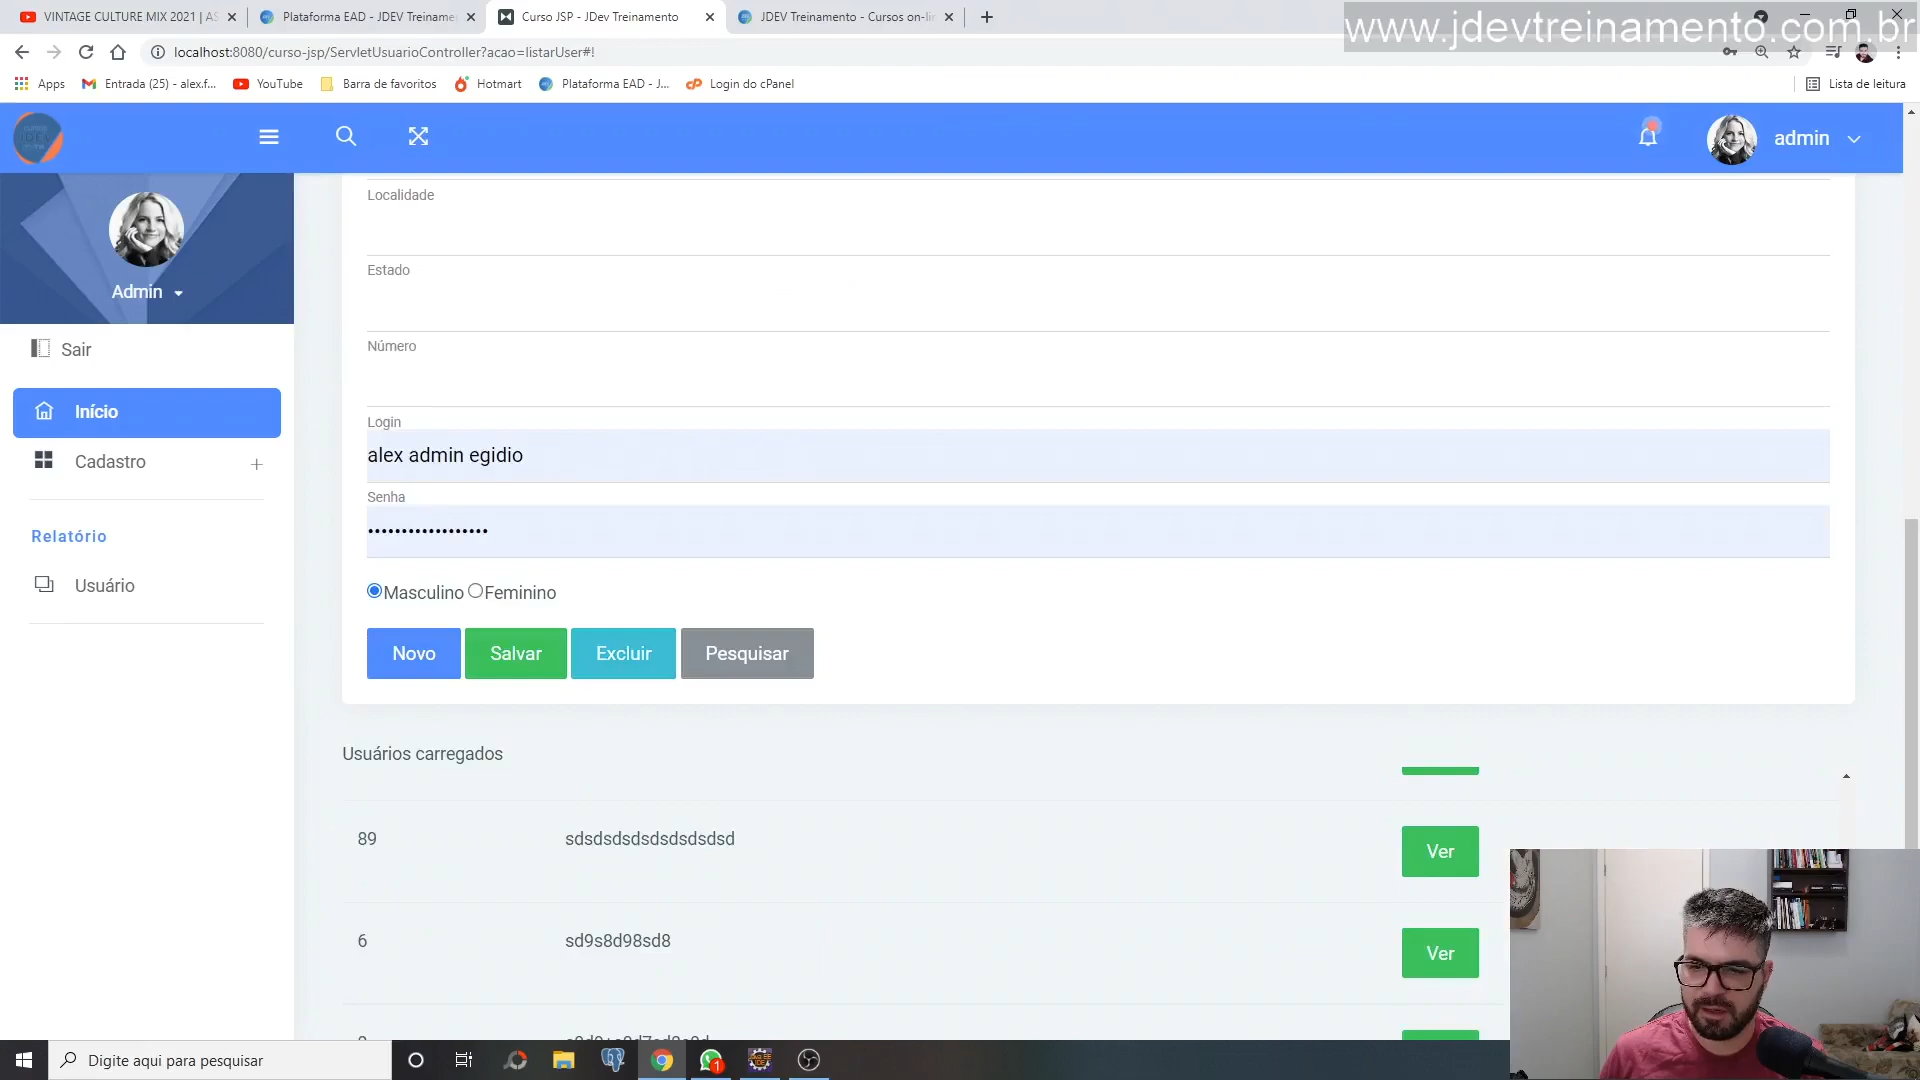 VINTAGE CULTURE MIX 2021 | AS
Plataforma EAD - JDEV Treiname
Curso JSP - JDev Treinamento
JDEV Treinamento - Cursos on-li
www.jdevtreinamento.com.br
localhost:8080/curso-jsp/ServletUsuarioController?acao=listarUser#!
Apps
Entrada (25) - alex.f...
YouTube
Barra de favoritos
Hotmart
Plataforma EAD - J...
Login do cPanel
Lista de leitura
admin
Admin
Sair
Início
Cadastro
Relatório
Usuário
Localidade
Estado
Número
Login
alex admin egidio
Senha
••••••••••••••••••
Masculino Feminino
Novo Salvar Excluir Pesquisar
Usuários carregados
89 sdsdsdsdsdsdsdsdsd Ver
6 sd9s8d98sd8 Ver
Digite aqui para pesquisar
1